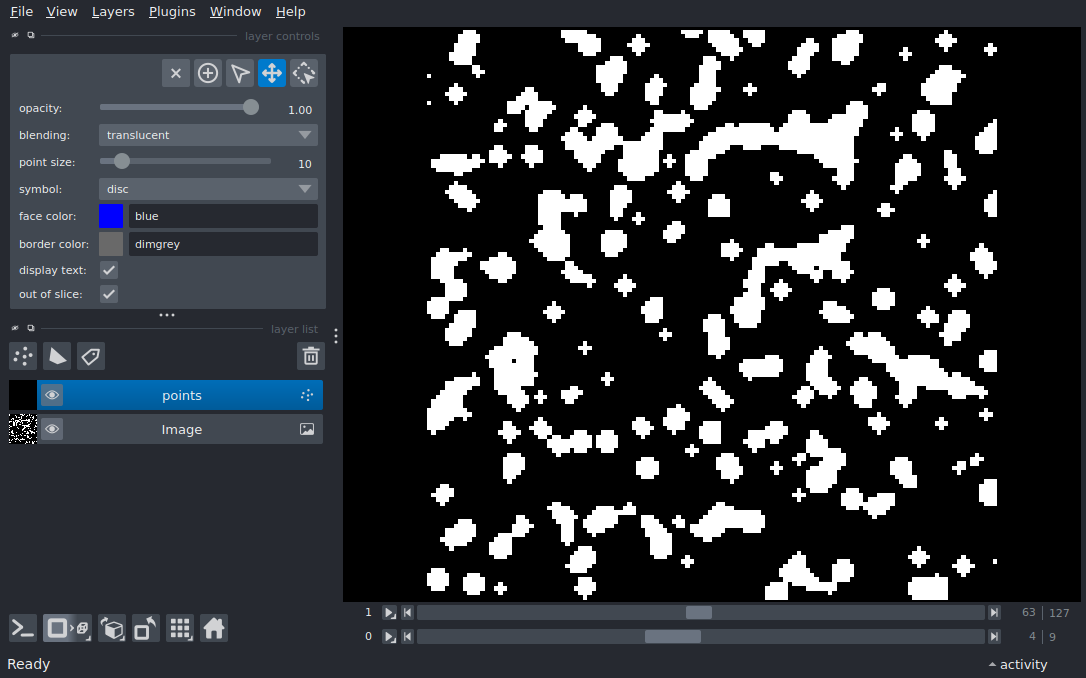 File View Layers Plugins Window Help
layer controls
opacity: 1.00
blending: translucent
point size: 10
symbol: disc
face color: blue
border color: dimgrey
display text:
out of slice:
layer list
points
Image
1 63 127
0 4 9
Ready activity